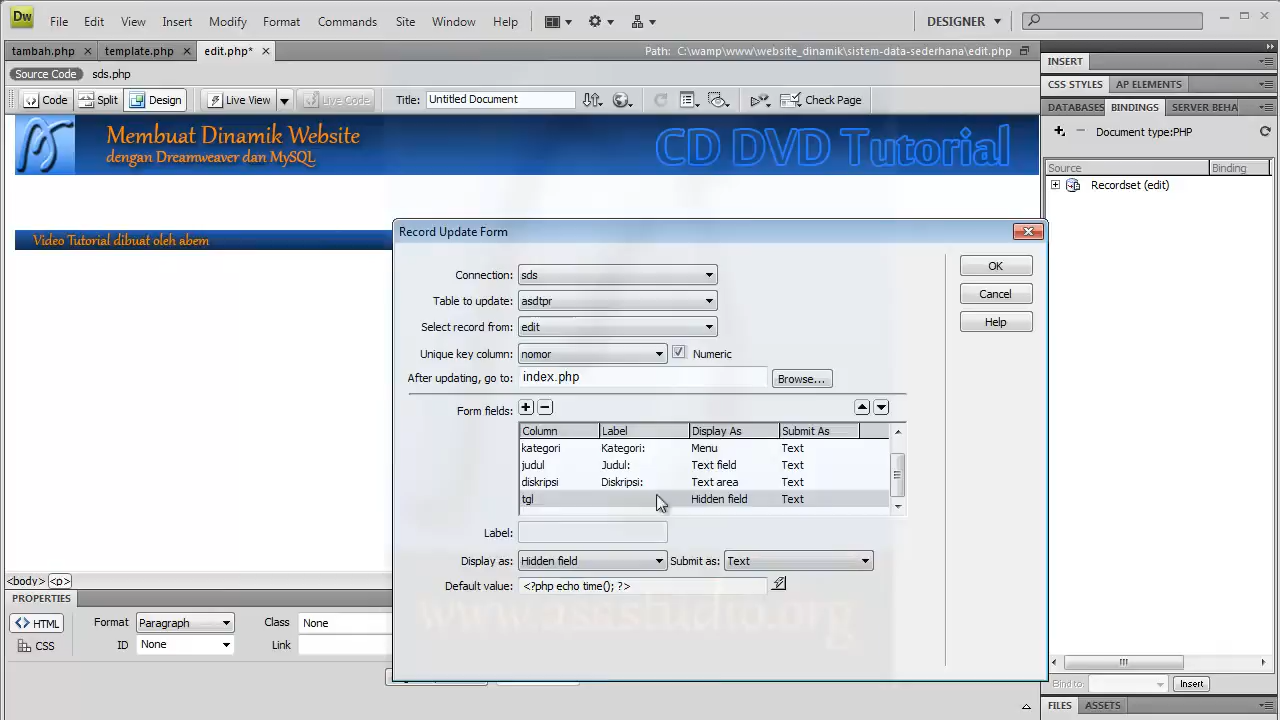 Dw File Edit View Insert Modify Format Commands Site Window Help DESIGNER
tambah.php template.php edit.php* Path: C:\wamp\www\website_dinamik\sistem-data-sederhana\edit.php
Source Code sds.php
Code Split Design Live View Live Code Title: Untitled Document Check Page
Membuat Dinamik Website
dengan Dreamweaver dan MySQL
CD DVD Tutorial
Video Tutorial dibuat oleh abem
Record Update Form
Connection: sds
Table to update: asdtpr
Select record from: edit
Unique key column: nomor Numeric
After updating, go to: index.php Browse...
OK
Cancel
Help
Form fields:
Column Label Display As Submit As
kategori Kategori: Menu Text
judul Judul: Text field Text
diskripsi Diskripsi: Text area Text
tgl Hidden field Text
Label:
Display as: Hidden field Submit as: Text
Default value: <?php echo time(); ?>
www.asastudio.org
<body> <p>
PROPERTIES
HTML Format Paragraph Class None
CSS ID None Link
INSERT
CSS STYLES AP ELEMENTS
DATABASES BINDINGS SERVER BEHA
Document type:PHP
Source Binding
Recordset (edit)
Bind to: Insert
FILES ASSETS